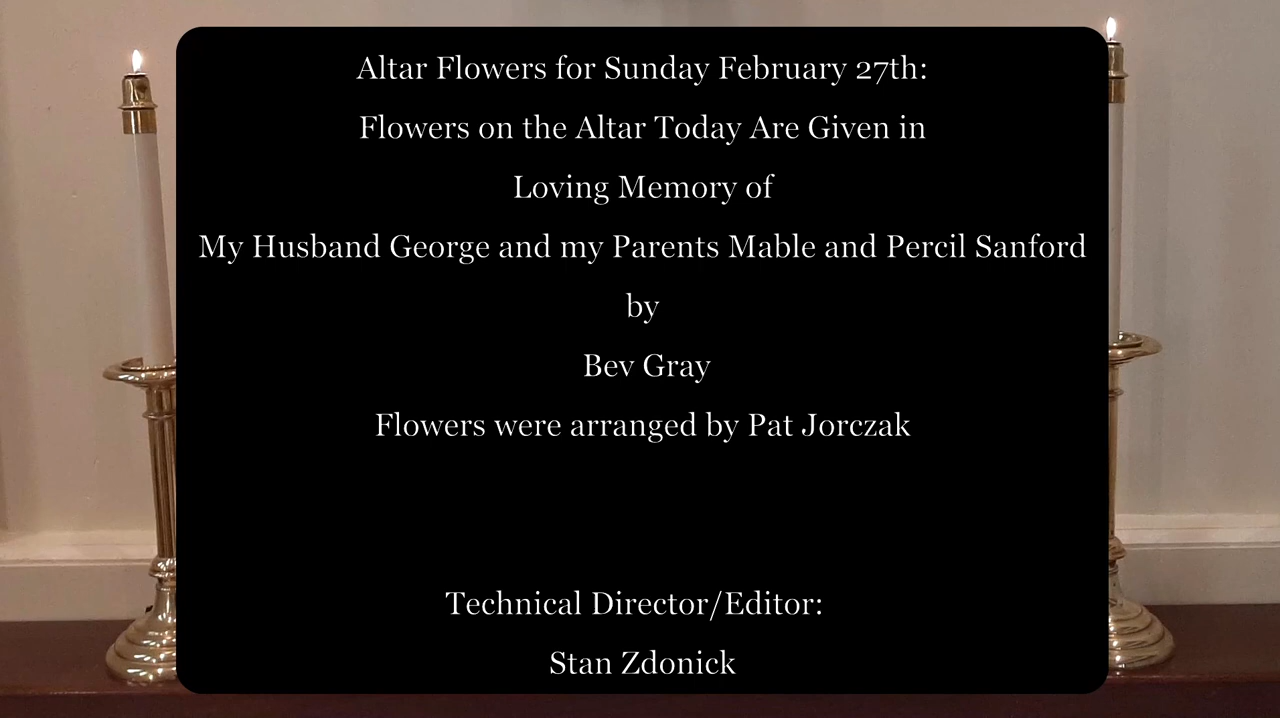 Altar Flowers for Sunday February 27th:
Flowers on the Altar Today Are Given in
Loving Memory of
My Husband George and my Parents Mable and Percil Sanford
by
Bev Gray
Flowers were arranged by Pat Jorczak
Technical Director/Editor:
Stan Zdonick